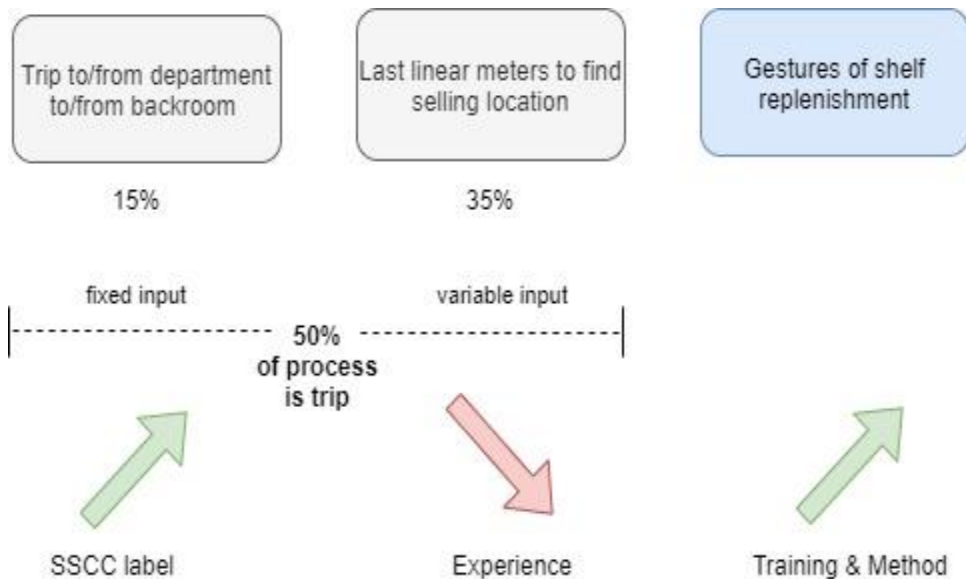 Trip to/from department
to/from backroom
Last linear meters to find
selling location
Gestures of shelf
replenishment
15%
35%
fixed input
variable input
50%
of process
is trip
SSCC label
Experience
Training & Method